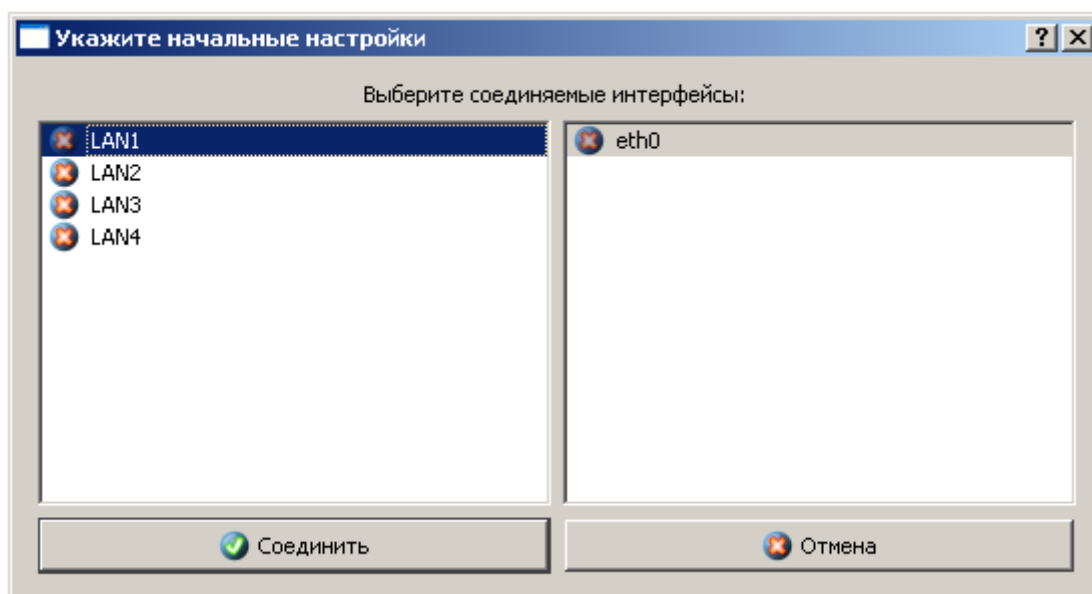 Укажите начальные настройки
Выберите соединяемые интерфейсы:
LAN1
LAN2
LAN3
LAN4
eth0
Соединить
Отмена